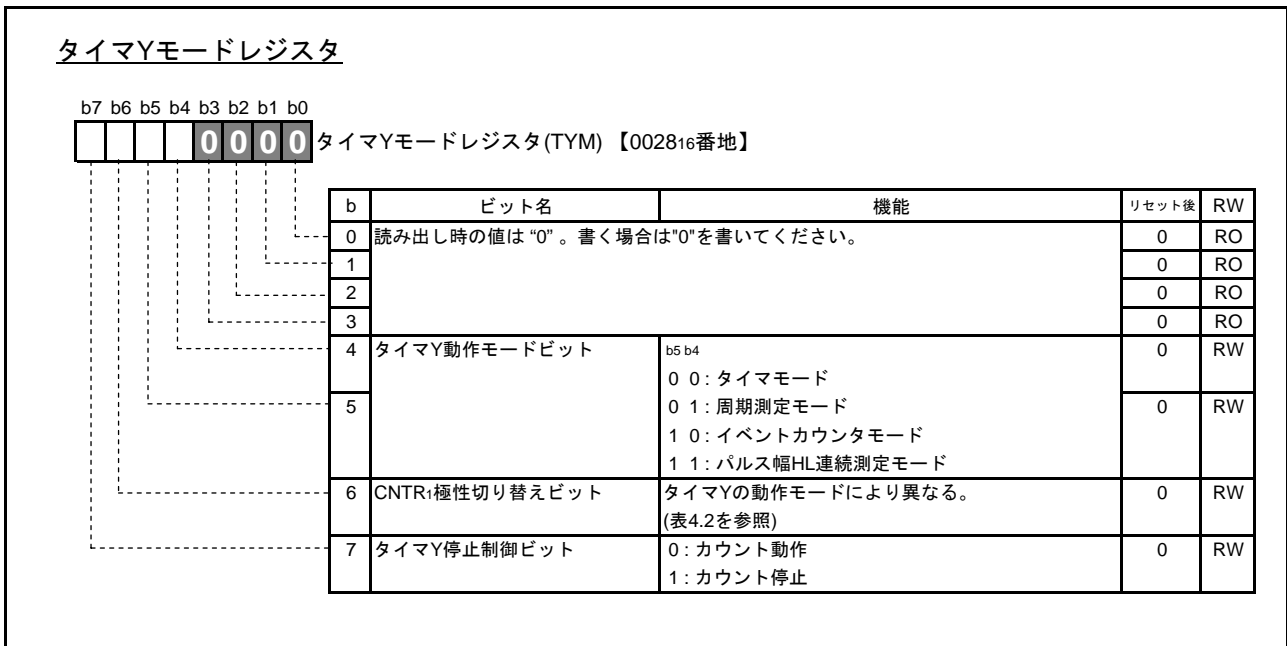 タイマYモードレジスタ
b7 b6 b5 b4 b3 b2 b1 b0
0 0 0 0 タイマYモードレジスタ(TYM) 【002816番地】
b ビット名 機能 リセット後 RW
0 読み出し時の値は “0” 。書く場合は"0"を書いてください。 0 RO
1 0 RO
2 0 RO
3 0 RO
4 タイマY動作モードビット b5 b4 0 RW
0 0 : タイマモード
5 0 1 : 周期測定モード 0 RW
1 0 : イベントカウンタモード
1 1 : パルス幅HL連続測定モード
6 CNTR1極性切り替えビット タイマYの動作モードにより異なる。 0 RW
(表4.2を参照)
7 タイマY停止制御ビット 0 : カウント動作 0 RW
1 : カウント停止